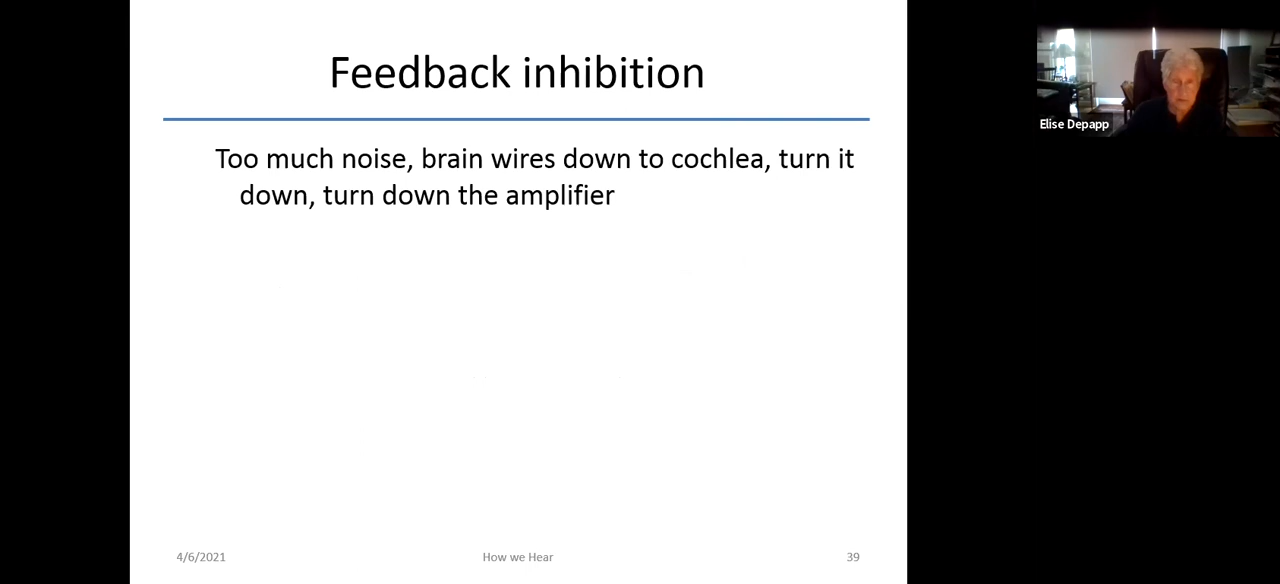 Feedback inhibition
Too much noise, brain wires down to cochlea, turn it
down, turn down the amplifier
Elise Depapp
4/6/2021
How we Hear
39